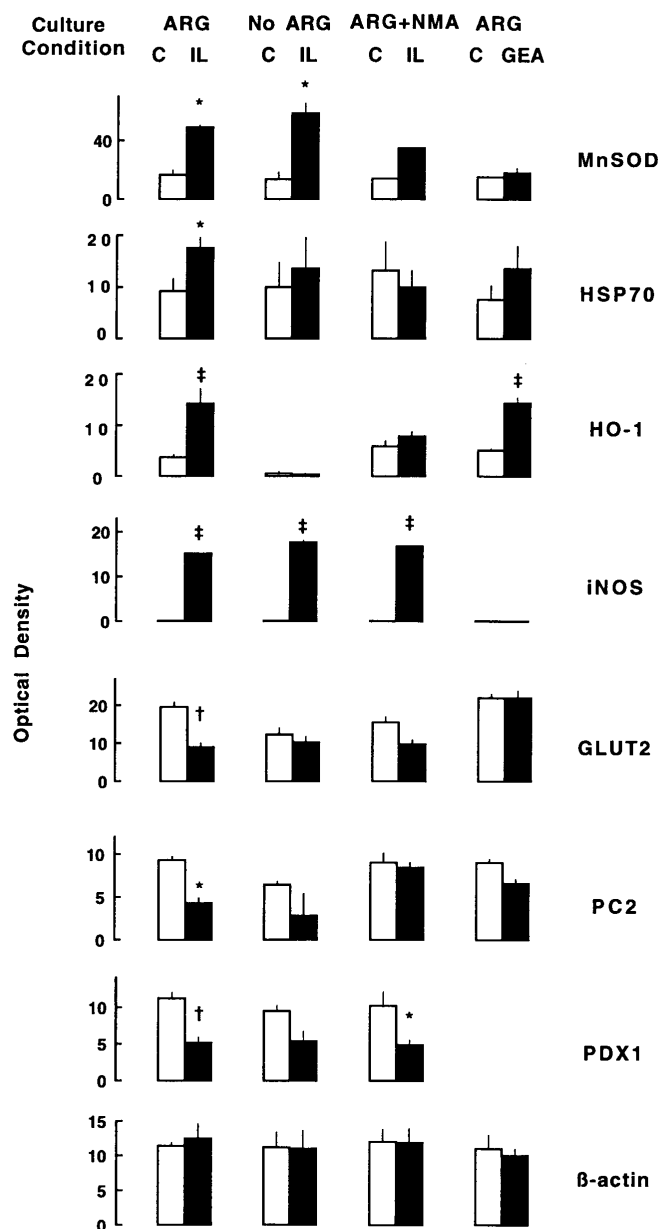 Culture Condition
ARG
No ARG
ARG+NMA
ARG
C IL
C IL
C IL
C GEA
Optical Density
*
*
40
0
MnSOD
*
20
10
0
HSP70
‡
‡
20
10
0
HO-1
‡
‡
‡
20
10
0
iNOS
†
20
10
0
GLUT2
*
10
5
0
PC2
†
*
10
5
0
PDX1
15
10
5
0
ß-actin